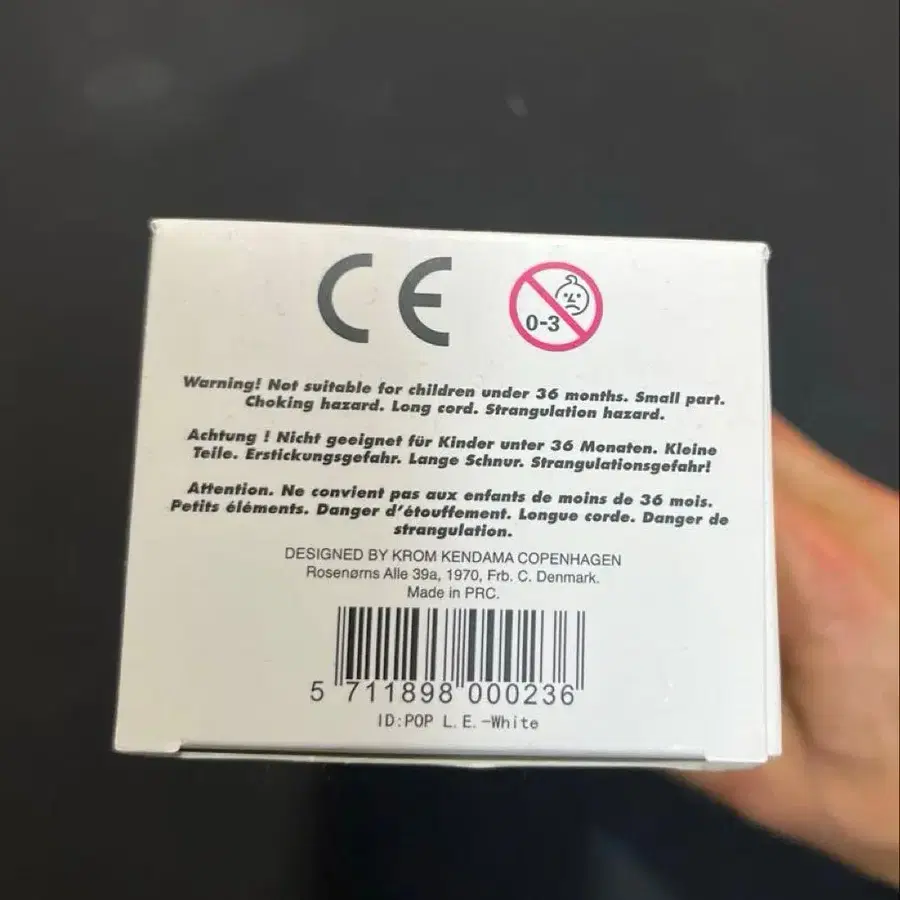 CE
0-3
Warning! Not suitable for children under 36 months. Small part.
Choking hazard. Long cord. Strangulation hazard.
Achtung ! Nicht geeignet für Kinder unter 36 Monaten. Kleine
Teile. Erstickungsgefahr. Lange Schnur. Strangulationsgefahr!
Attention. Ne convient pas aux enfants de moins de 36 mois.
Petits éléments. Danger d'étouffement. Longue corde. Danger de
strangulation.
DESIGNED BY KROM KENDAMA COPENHAGEN
Rosenørns Alle 39a, 1970, Frb. C. Denmark.
Made in PRC.
5 711898 000236
ID:POP L.E.-White